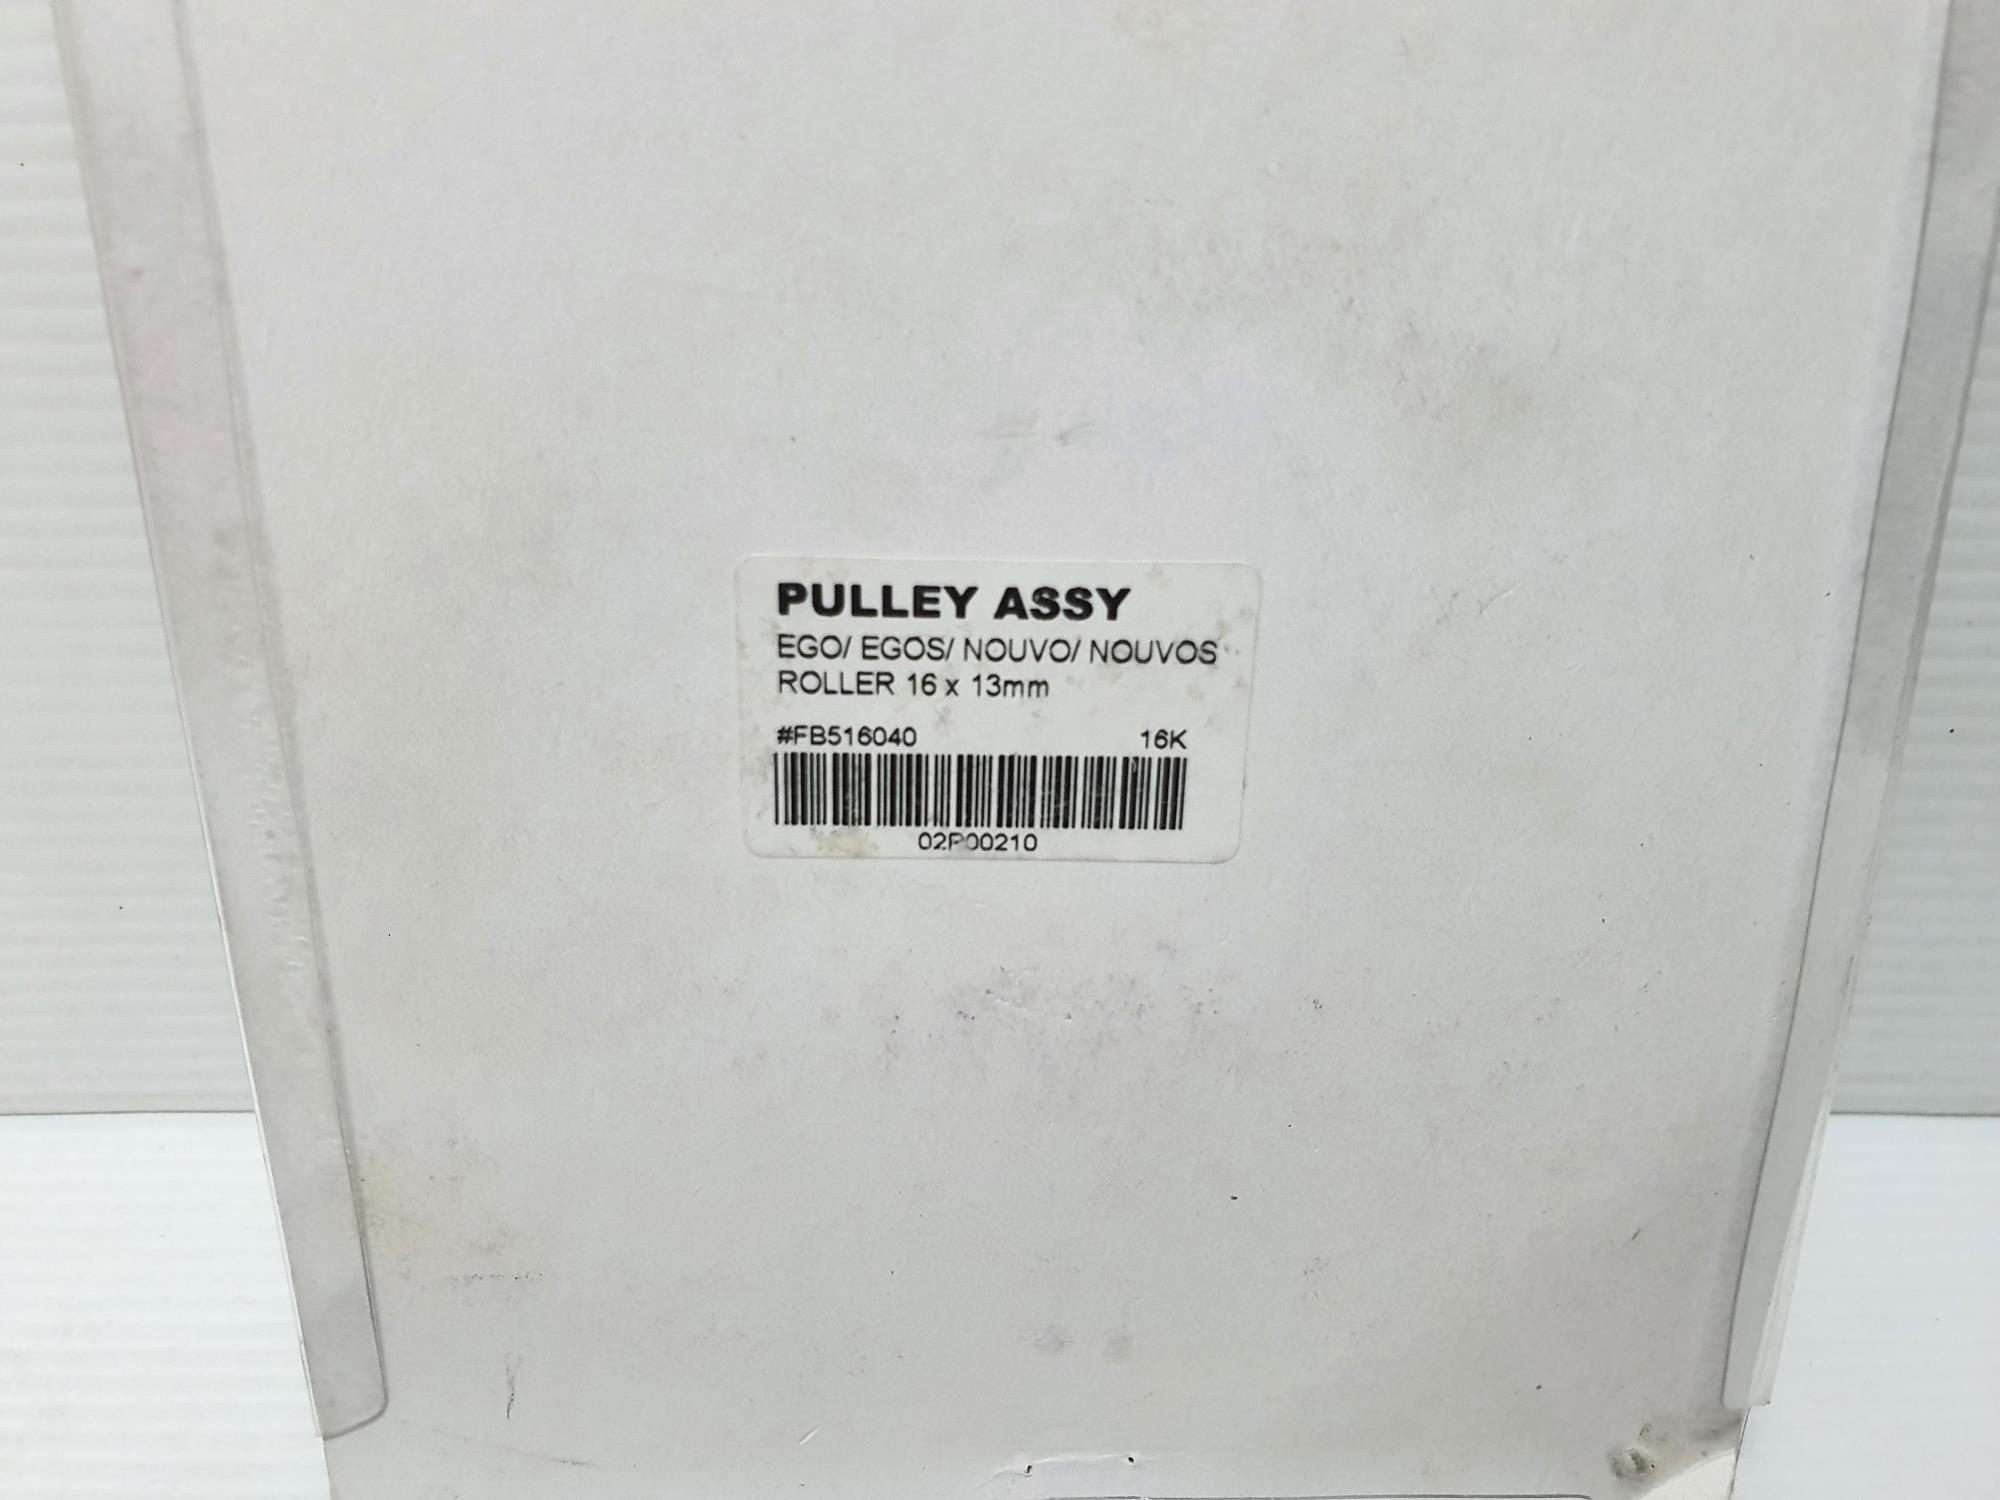 PULLEY ASSY
EGO/ EGOS/ NOUVO/ NOUVOS
ROLLER 16 x 13mm
#FB516040 16K
02P00210